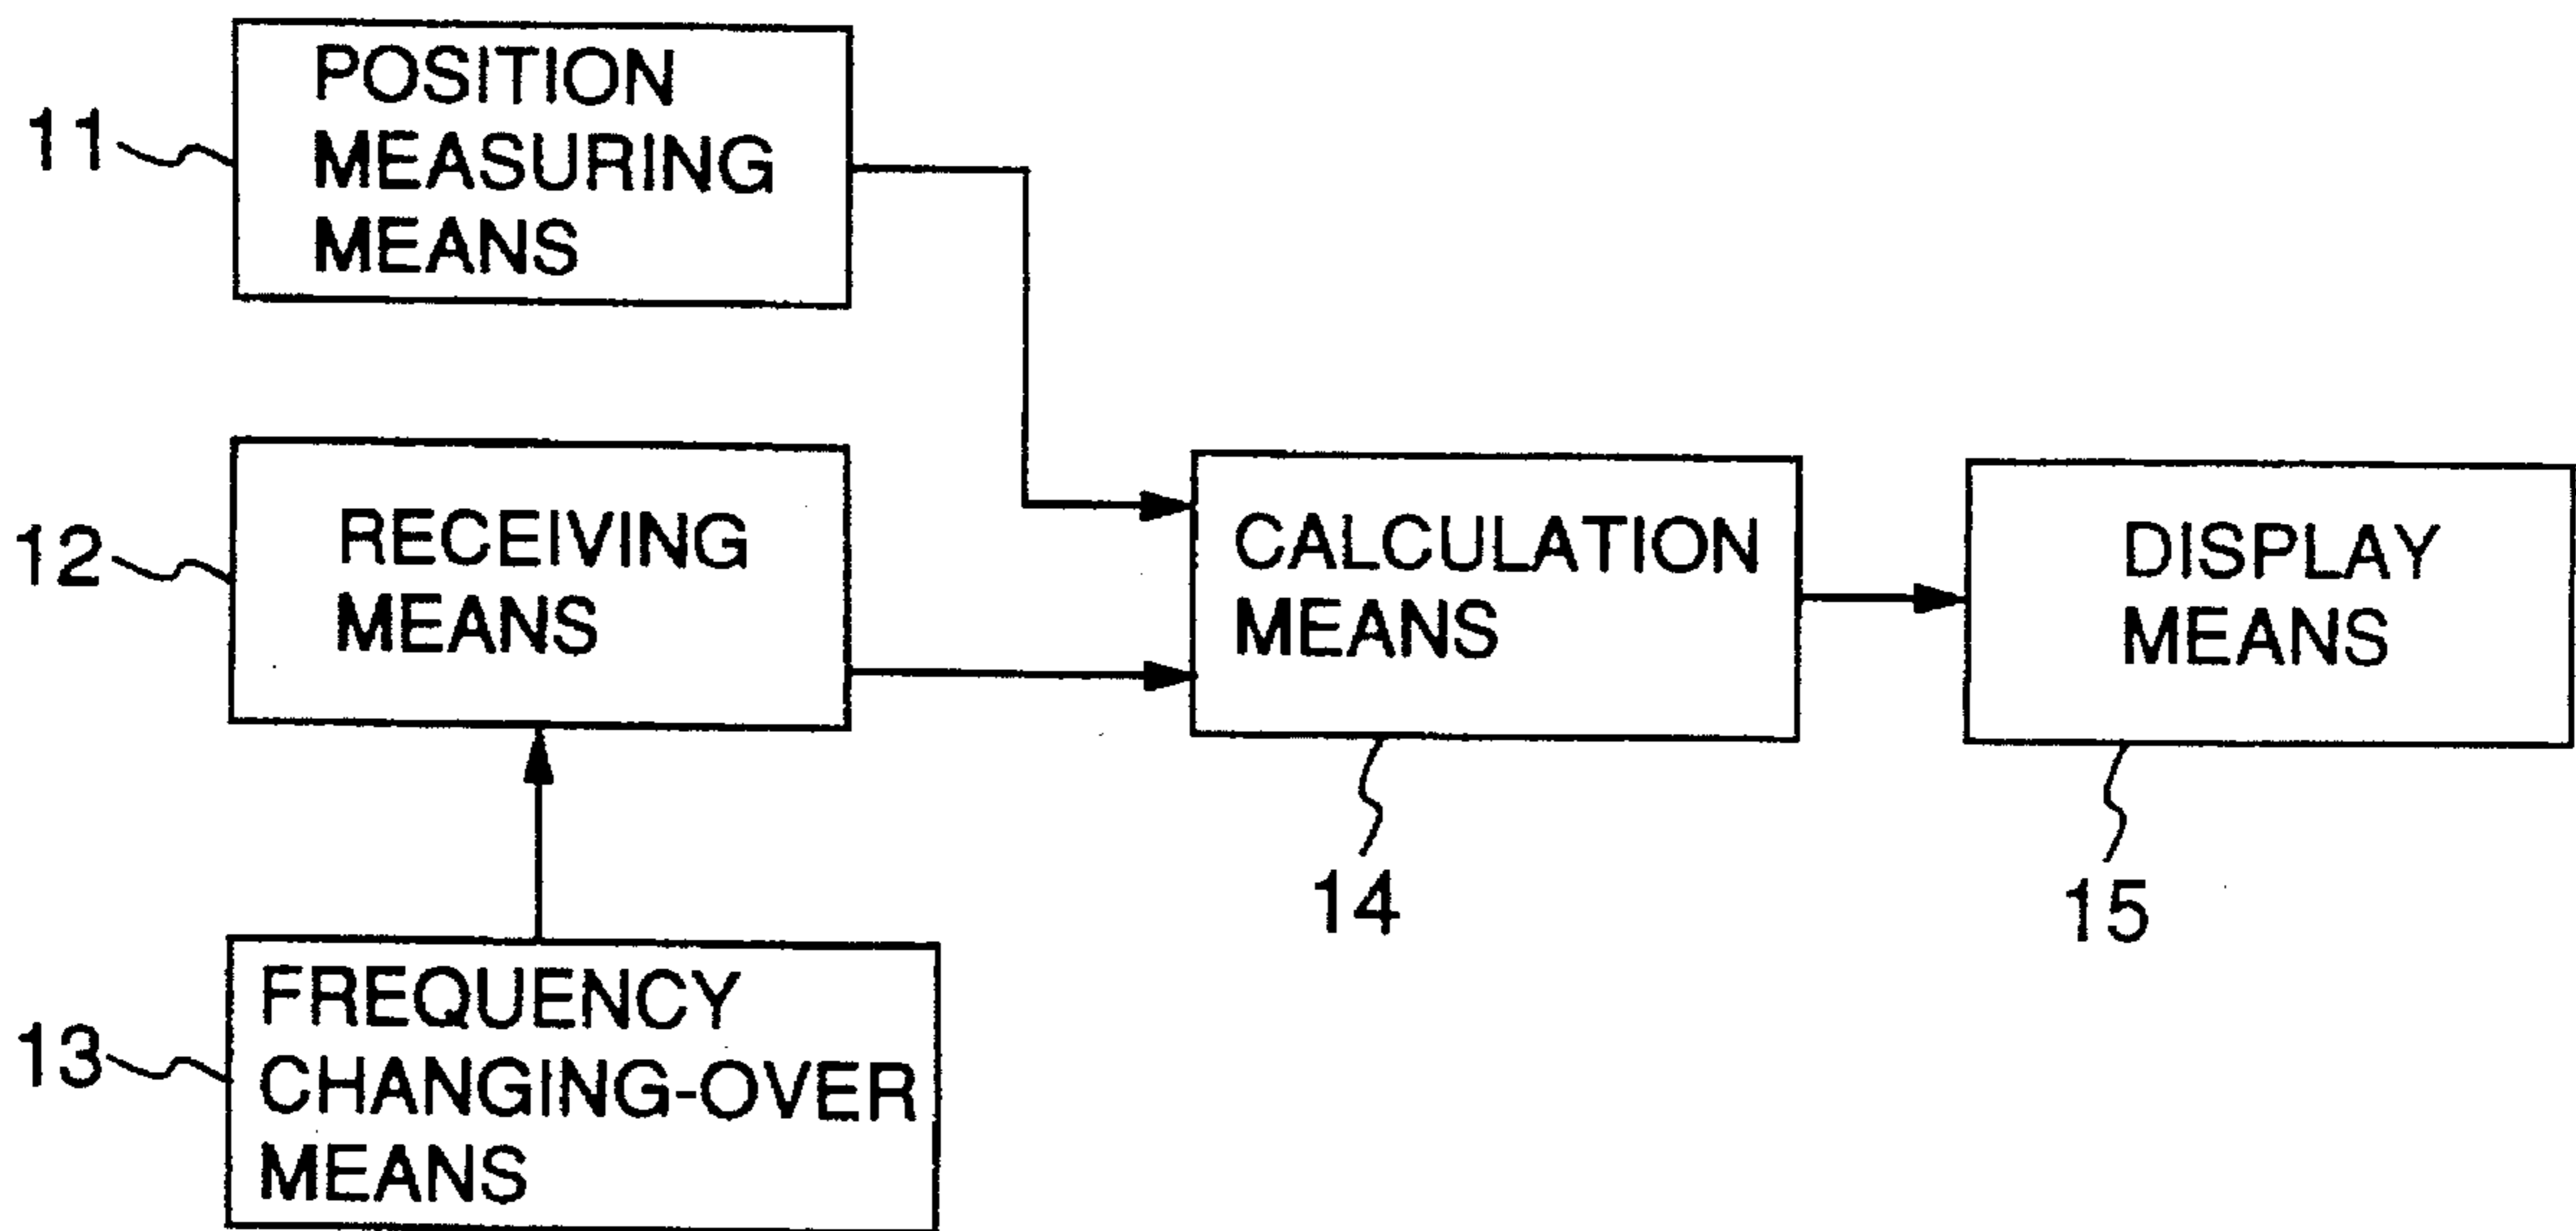 POSITION
MEASURING
MEANS
11
RECEIVING
MEANS
12
CALCULATION
MEANS
14
DISPLAY
MEANS
15
FREQUENCY
CHANGING-OVER
MEANS
13